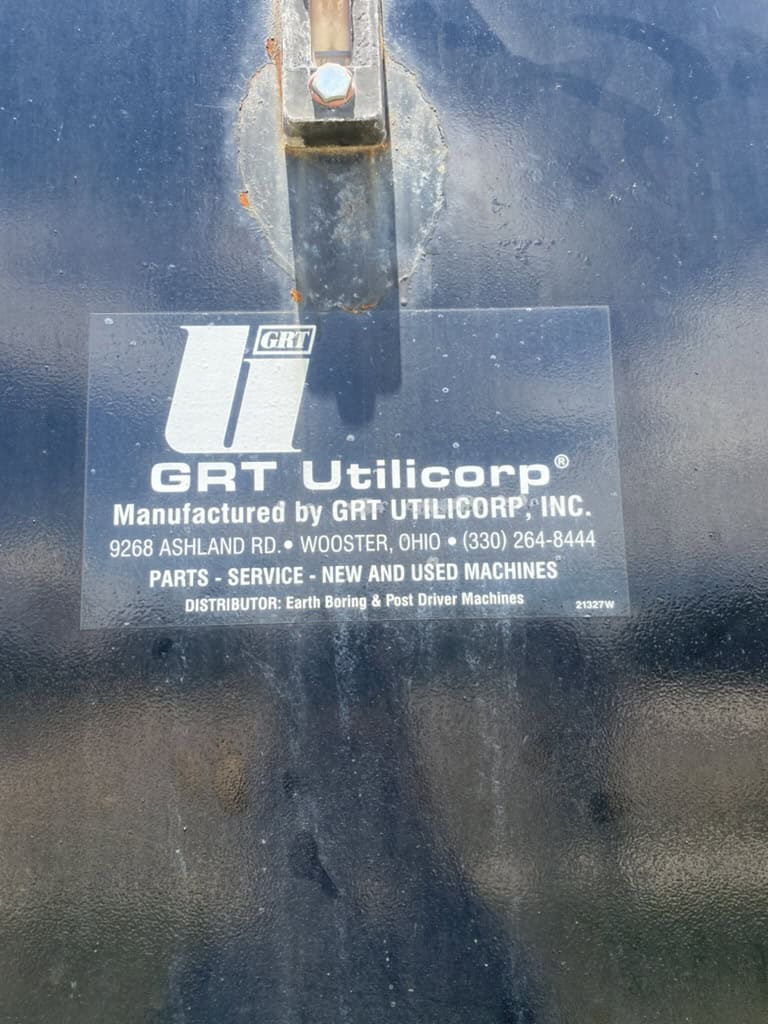 GRT
GRT Utilicorp®
Manufactured by GRT UTILICORP, INC.
9268 ASHLAND RD. • WOOSTER, OHIO • (330) 264-8444
PARTS - SERVICE - NEW AND USED MACHINES
DISTRIBUTOR: Earth Boring & Post Driver Machines 21327W